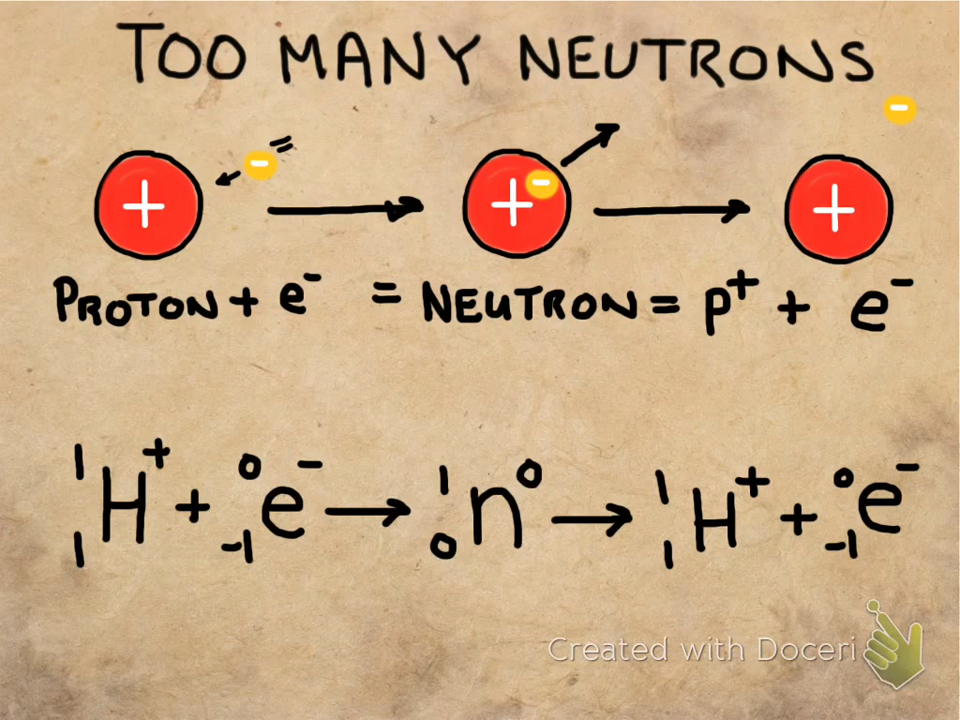 TOO MANY NEUTRONS
PROTON + e⁻ = NEUTRON = p⁺ + e⁻
¹₁H⁺ + ⁰₋₁e⁻ → ¹₀n⁰ → ¹₁H⁺ + ⁰₋₁e⁻
Created with Doceri